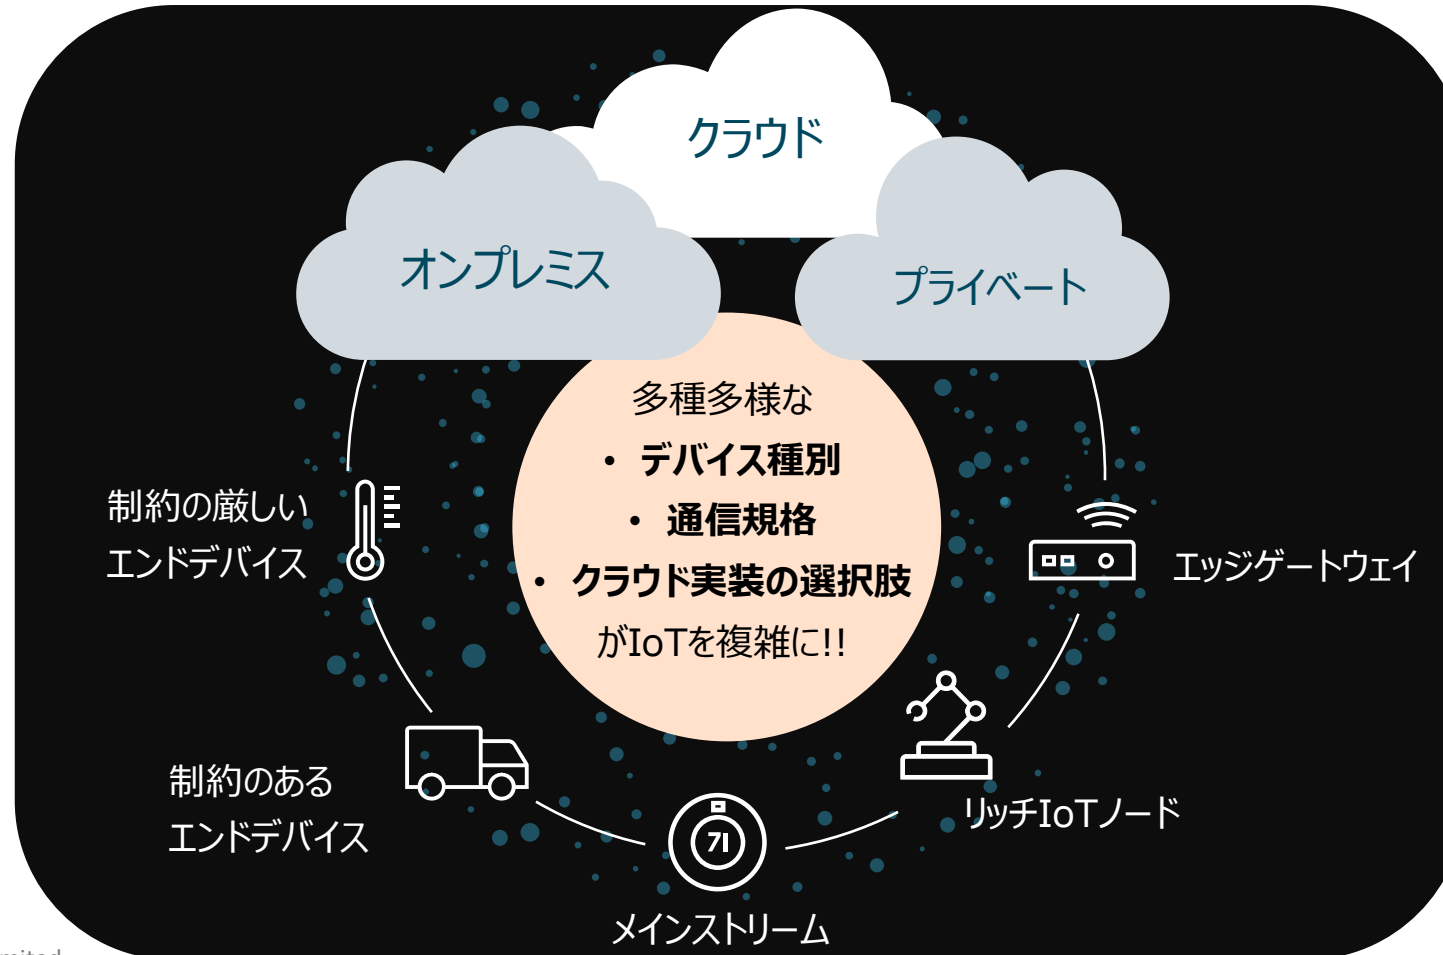 クラウド
オンプレミス
プライベート
多種多様な
• デバイス種別
• 通信規格
• クラウド実装の選択肢
がIoTを複雑に!!
制約の厳しい
エンドデバイス
エッジゲートウェイ
制約のある
エンドデバイス
リッチIoTノード
71
メインストリーム